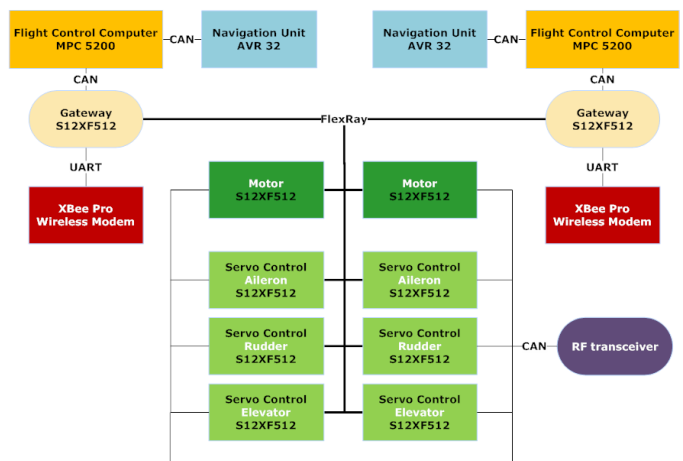 Flight Control Computer
MPC 5200
CAN
Navigation Unit
AVR 32
Navigation Unit
AVR 32
CAN
Flight Control Computer
MPC 5200
CAN
CAN
Gateway
S12XF512
FlexRay
Gateway
S12XF512
UART
UART
XBee Pro
Wireless Modem
Motor
S12XF512
Motor
S12XF512
XBee Pro
Wireless Modem
Servo Control
Aileron
S12XF512
Servo Control
Aileron
S12XF512
Servo Control
Rudder
S12XF512
Servo Control
Rudder
S12XF512
CAN
RF transceiver
Servo Control
Elevator
S12XF512
Servo Control
Elevator
S12XF512